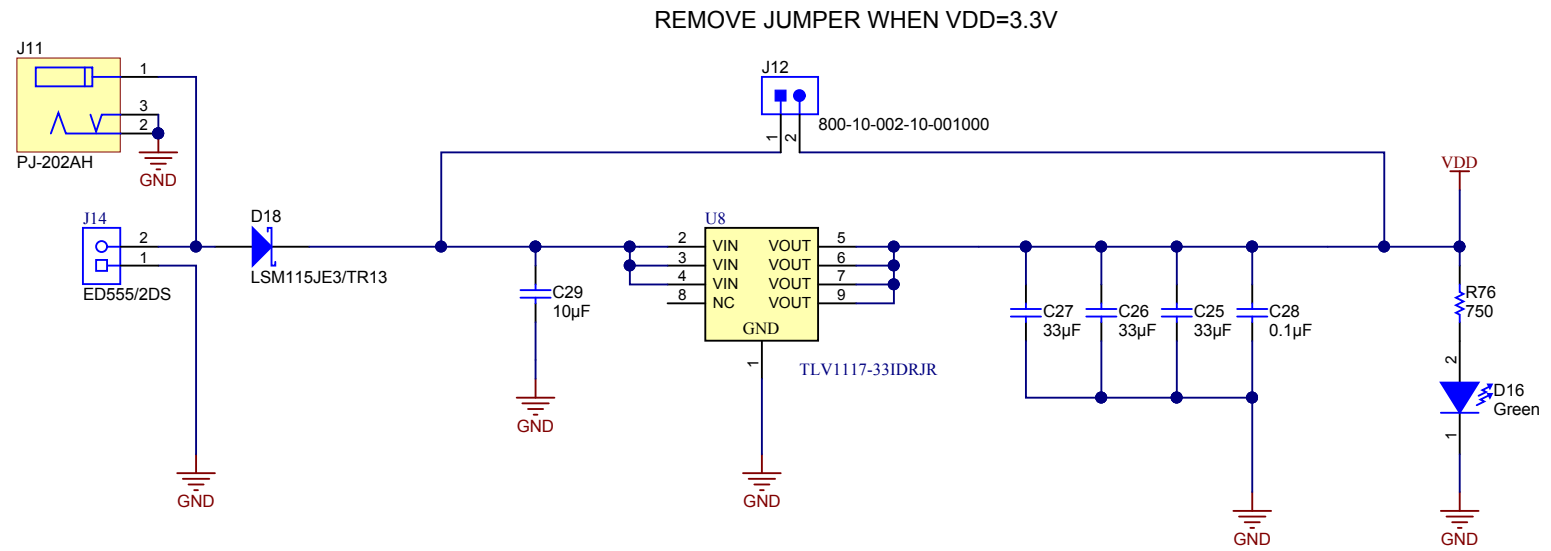 REMOVE JUMPER WHEN VDD=3.3V
J11
1
3
2
PJ-202AH
GND
J12
800-10-002-10-001000
1
2
VDD
J14
2
1
ED555/2DS
GND
D18
LSM115JE3/TR13
C29
10µF
GND
U8
2 VIN VOUT 5
3 VIN VOUT 6
4 VIN VOUT 7
8 NC VOUT 9
GND
1
TLV1117-33IDRJR
GND
C27
33µF
C26
33µF
C25
33µF
C28
0.1µF
GND
R76
750
2
D16
Green
1
GND